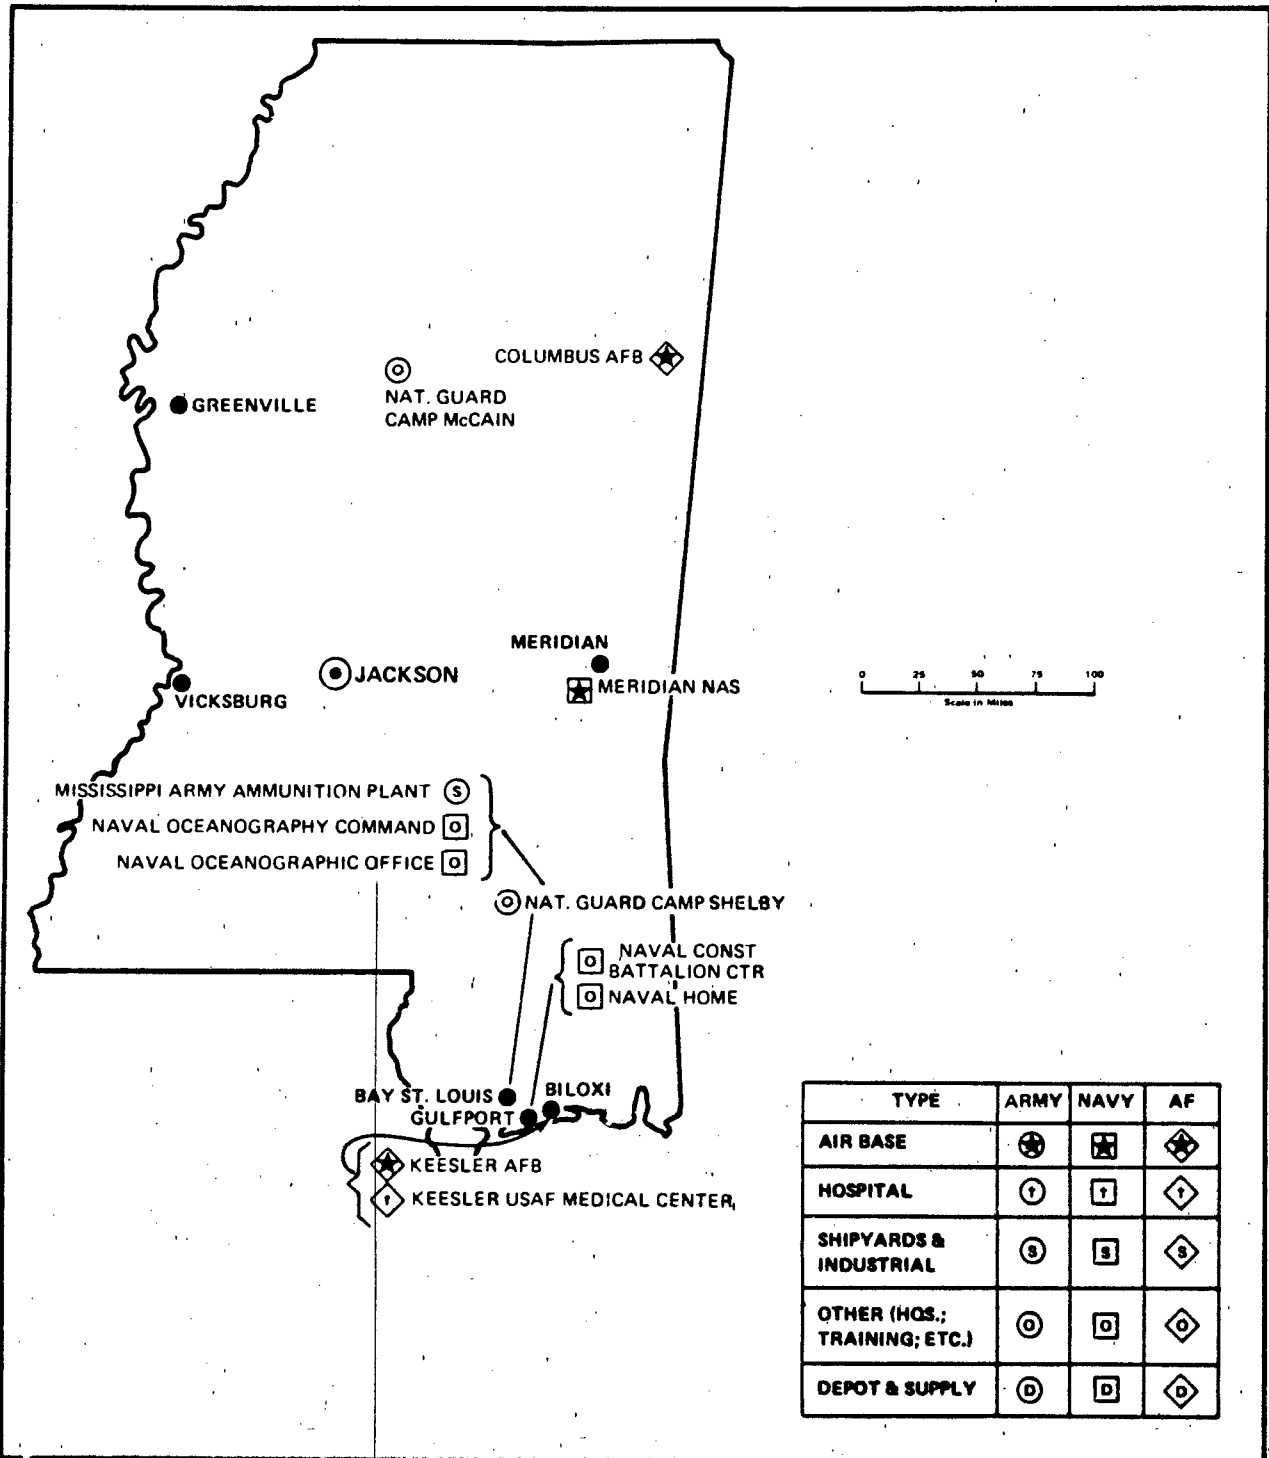 COLUMBUS AFB
NAT. GUARD
CAMP McCAIN
GREENVILLE
MERIDIAN
MERIDIAN NAS
JACKSON
VICKSBURG
0 25 50 75 100
Scale in Miles
MISSISSIPPI ARMY AMMUNITION PLANT S
NAVAL OCEANOGRAPHY COMMAND O
NAVAL OCEANOGRAPHIC OFFICE O
O NAT. GUARD CAMP SHELBY
O NAVAL CONST
BATTALION CTR
O NAVAL HOME
BAY ST. LOUIS
BILOXI
GULFPORT
KEESLER AFB
KEESLER USAF MEDICAL CENTER
TYPE ARMY NAVY AF
AIR BASE
HOSPITAL
SHIPYARDS &
INDUSTRIAL S S S
OTHER (HQS.;
TRAINING; ETC.) O O O
DEPOT & SUPPLY D D D